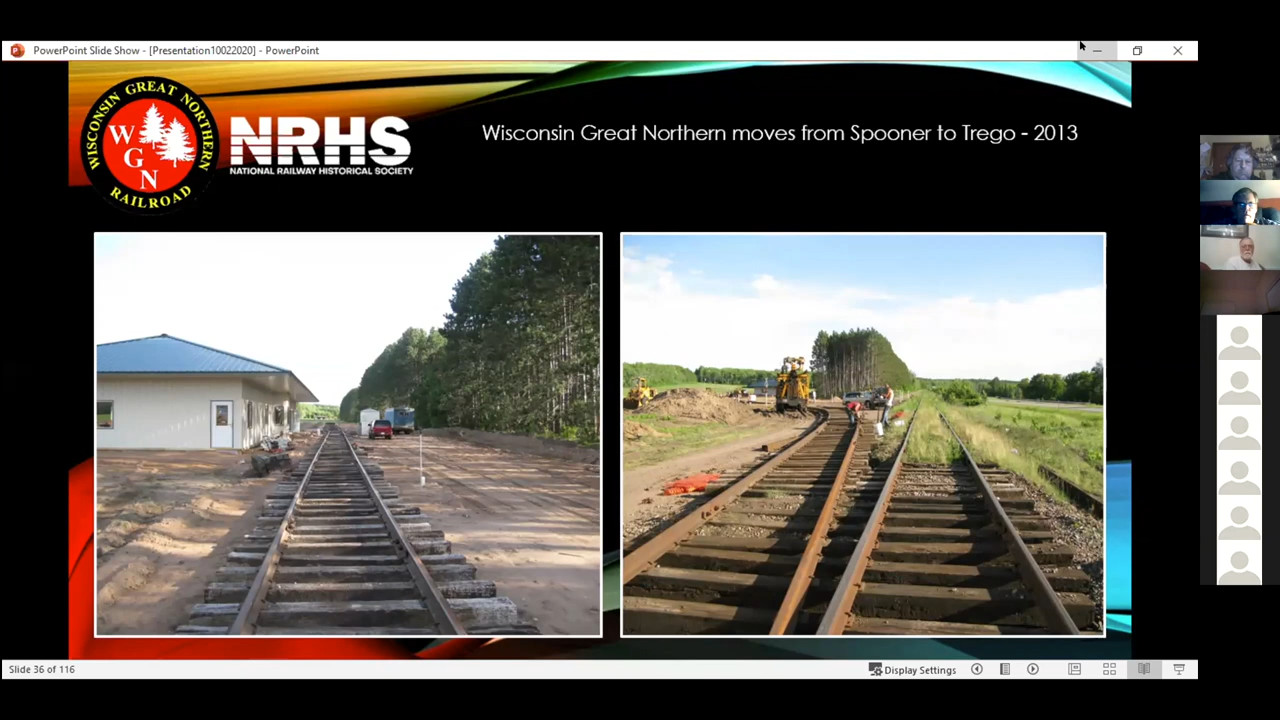 PowerPoint Slide Show - [Presentation10022020] - PowerPoint
WISCONSIN GREAT NORTHERN
W
G
N
RAILROAD
NRHS
NATIONAL RAILWAY HISTORICAL SOCIETY
Wisconsin Great Northern moves from Spooner to Trego - 2013
Slide 36 of 116
Display Settings